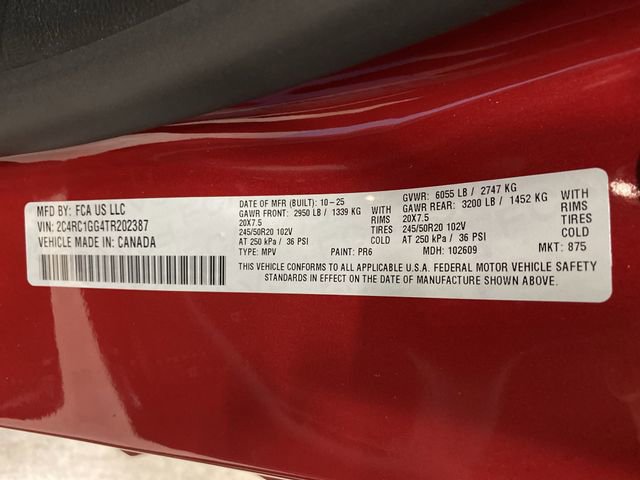 MFD BY: FCA US LLC
VIN: 2C4RC1GG4TR202387
VEHICLE MADE IN: CANADA
DATE OF MFR (BUILT): 10-25
GAWR FRONT: 2950 LB / 1339 KG WITH
20X7.5 RIMS
245/50R20 102V TIRES
AT 250 kPa / 36 PSI COLD
TYPE: MPV PAINT: PR6
GVWR: 6055 LB / 2747 KG
GAWR REAR: 3200 LB / 1452 KG WITH
20X7.5 RIMS
245/50R20 102V TIRES
AT 250 kPa / 36 PSI COLD
MDH: 102609 MKT: 875
THIS VEHICLE CONFORMS TO ALL APPLICABLE U.S.A. FEDERAL MOTOR VEHICLE SAFETY
STANDARDS IN EFFECT ON THE DATE OF MANUFACTURE SHOWN ABOVE.